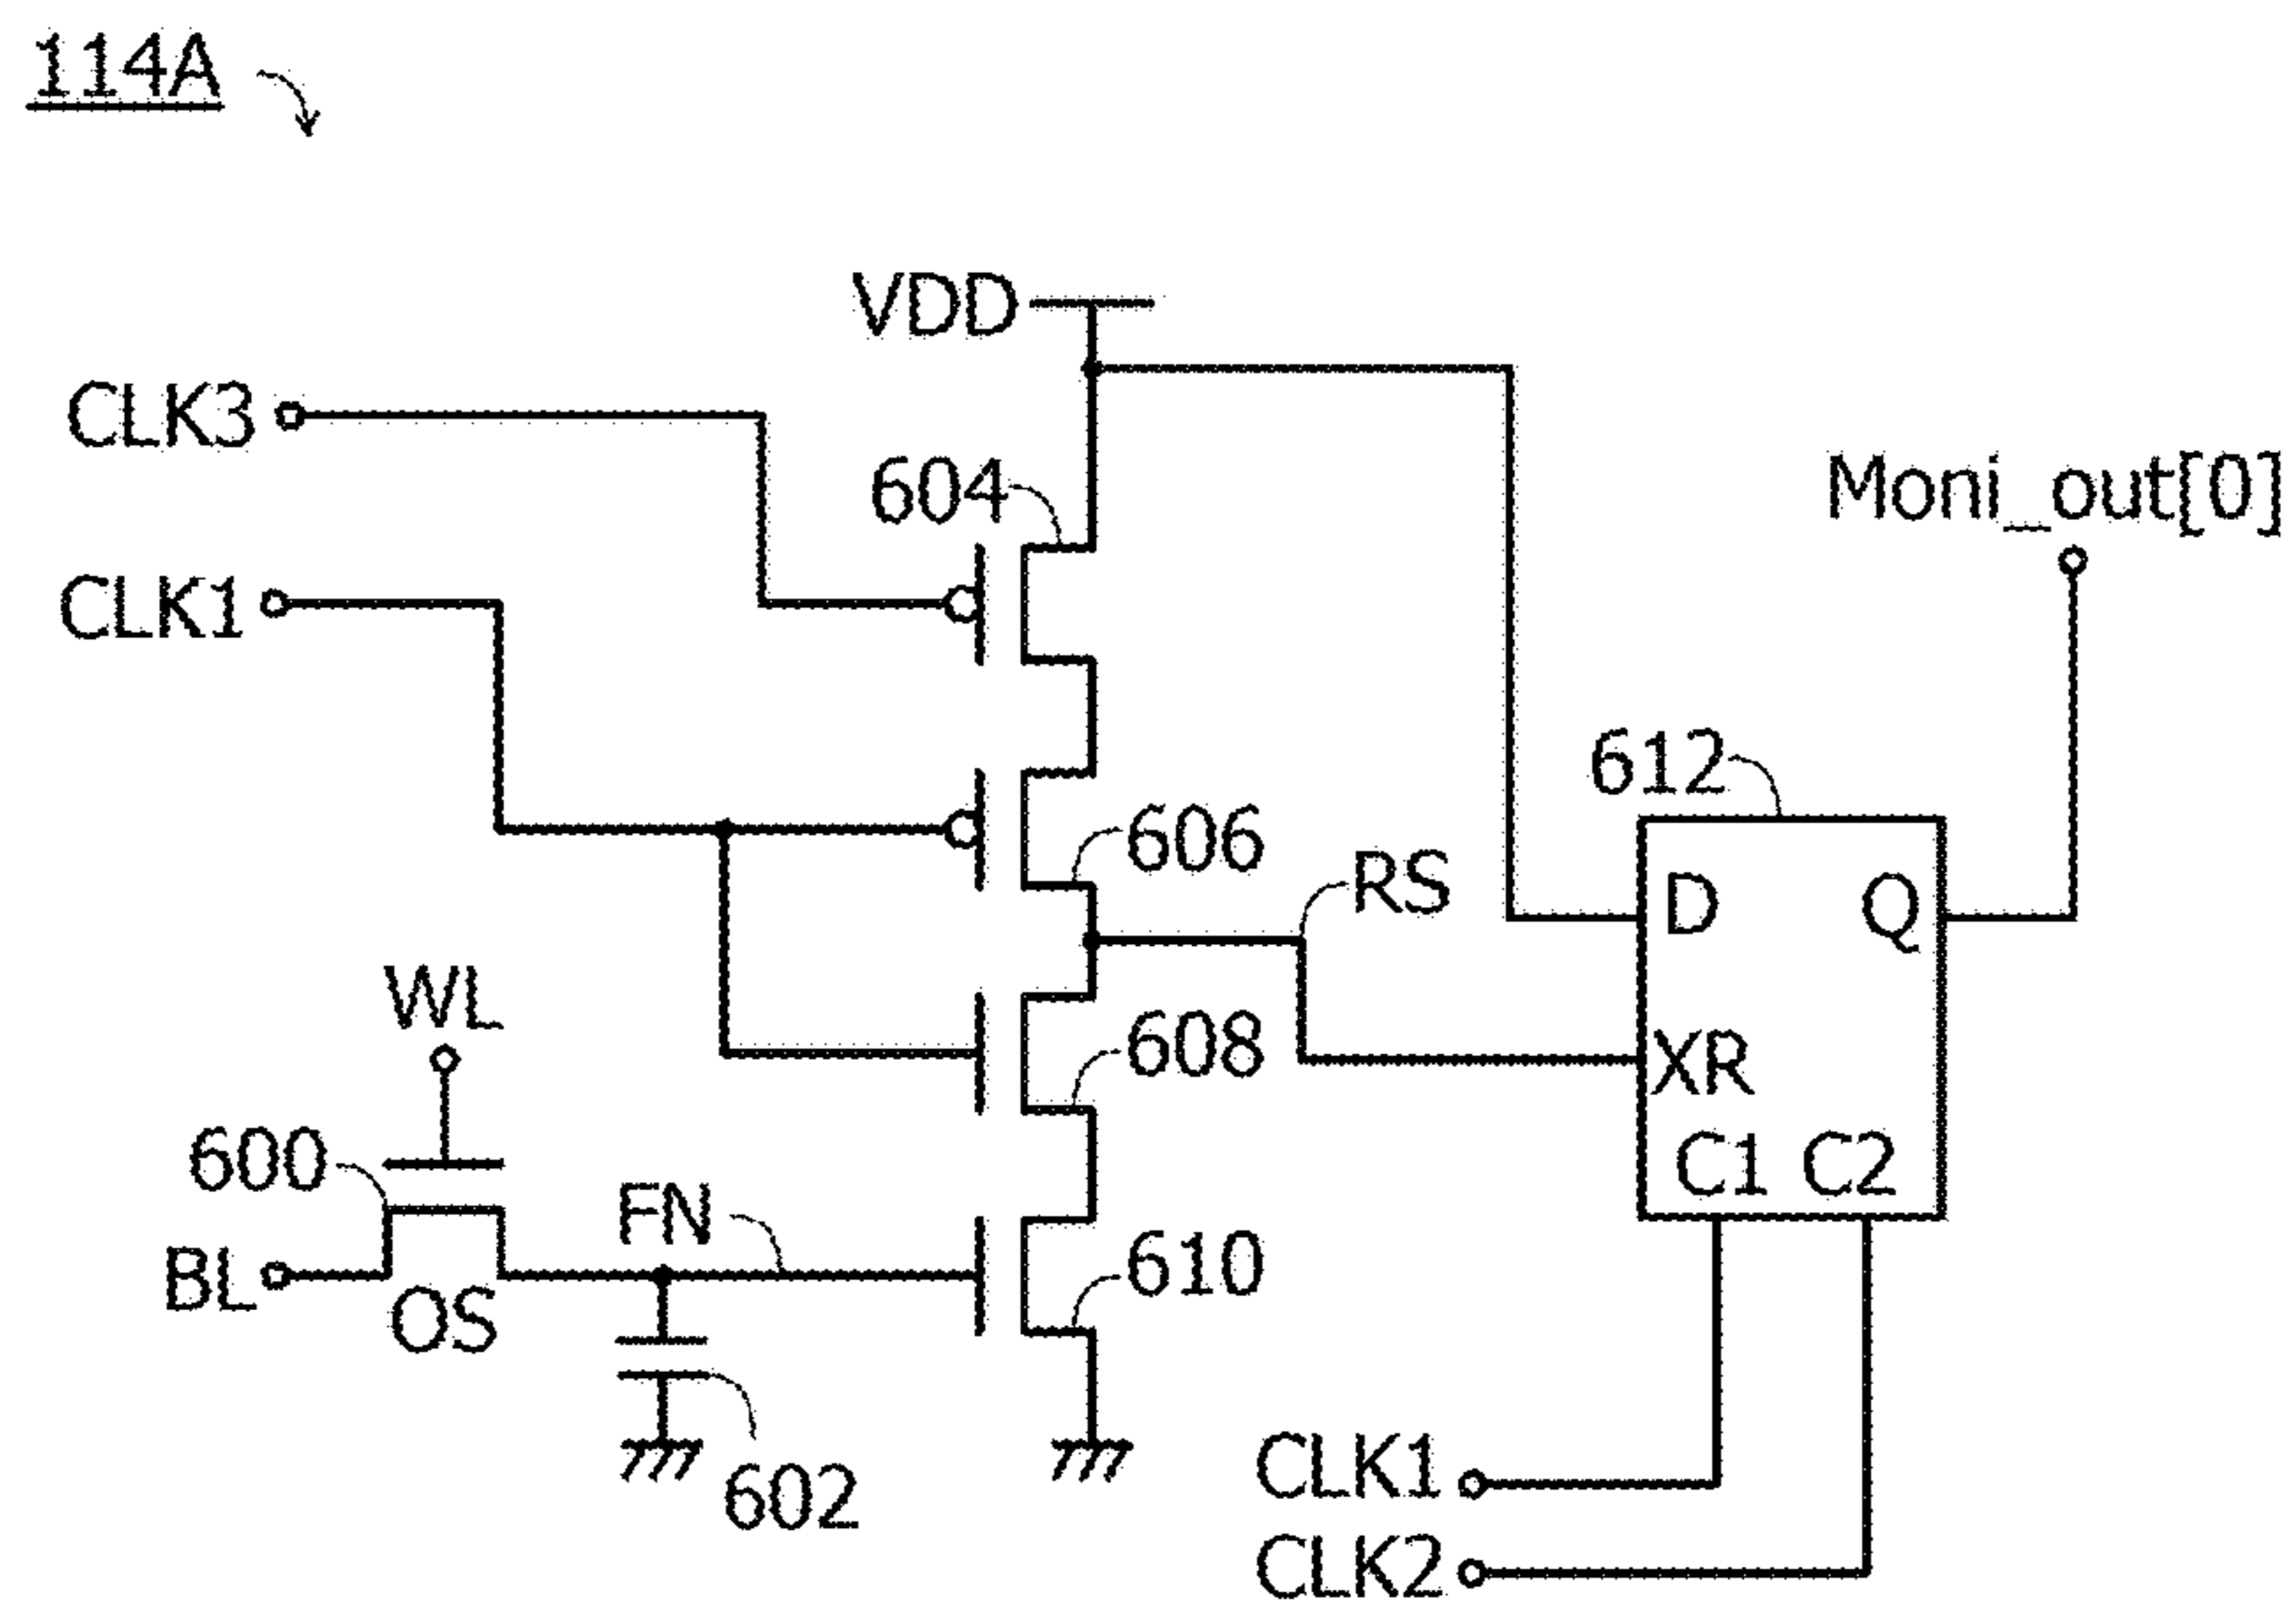 114A
VDD
CLK3
604
Moni_out[0]
CLK1
612
606
RS
D
Q
WL
608
XR
600
C1 C2
FN
BL
610
OS
602
CLK1
CLK2